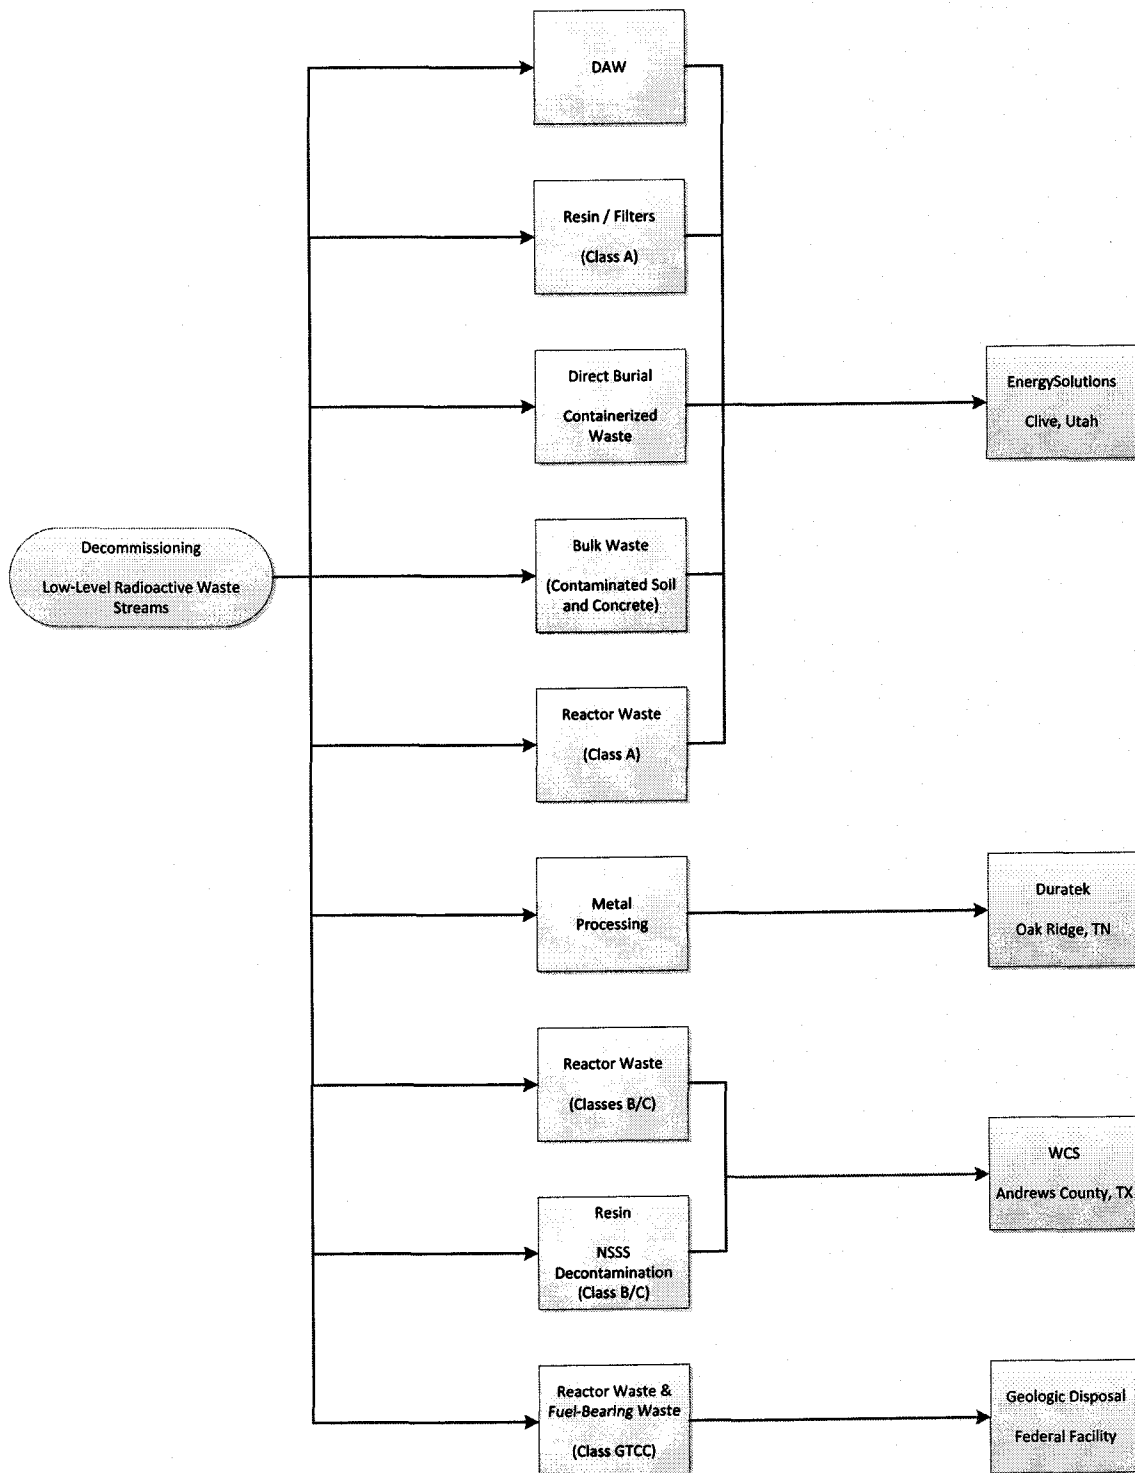 DAW
Resin / Filters
(Class A)
Direct Burial
Containerized
Waste
EnergySolutions
Clive, Utah
Decommissioning
Low-Level Radioactive Waste
Streams
Bulk Waste
(Contaminated Soil
and Concrete)
Reactor Waste
(Class A)
Metal
Processing
Duratek
Oak Ridge, TN
Reactor Waste
(Classes B/C)
WCS
Andrews County, TX
Resin
NSSS
Decontamination
(Class B/C)
Reactor Waste &
Fuel-Bearing Waste
(Class GTCC)
Geologic Disposal
Federal Facility